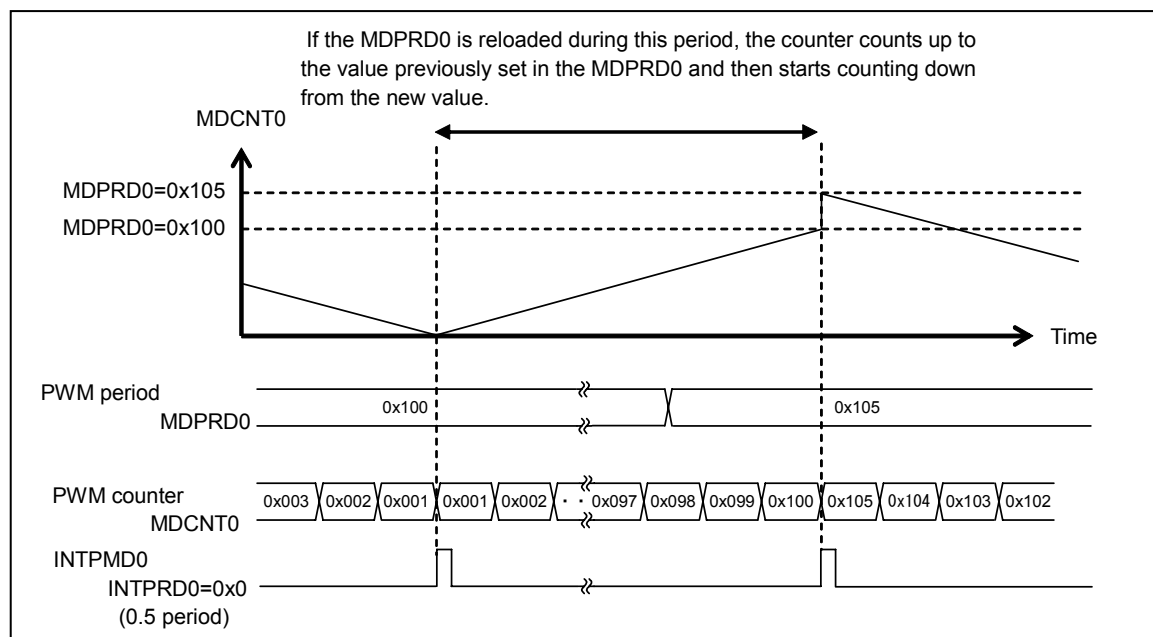 If the MDPRD0 is reloaded during this period, the counter counts up to
the value previously set in the MDPRD0 and then starts counting down
from the new value.
MDCNT0
MDPRD0=0x105
MDPRD0=0x100
Time
PWM period
MDPRD0
0x100
0x105
PWM counter
MDCNT0
0x003 0x002 0x001 0x001 0x002 · · 0x097 0x098 0x099 0x100 0x105 0x104 0x103 0x102
INTPMD0
INTPRD0=0x0
(0.5 period)